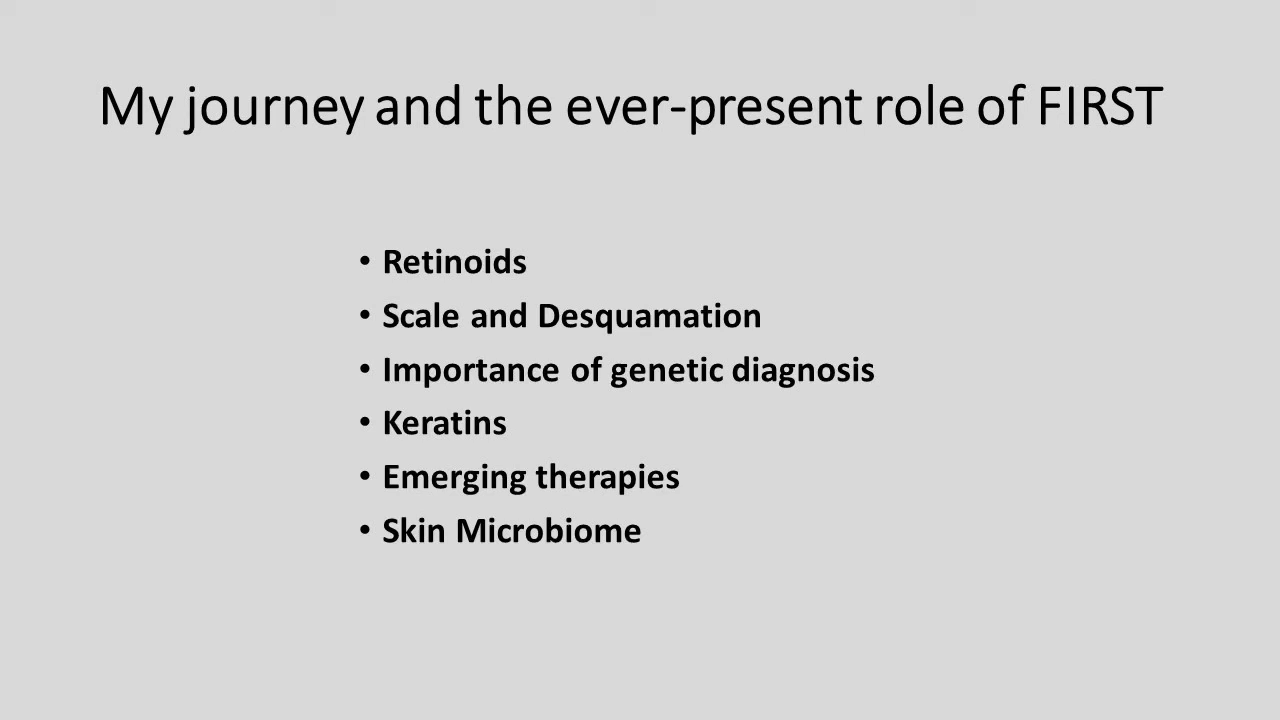 My journey and the ever-present role of FIRST
• Retinoids
• Scale and Desquamation
• Importance of genetic diagnosis
• Keratins
• Emerging therapies
• Skin Microbiome